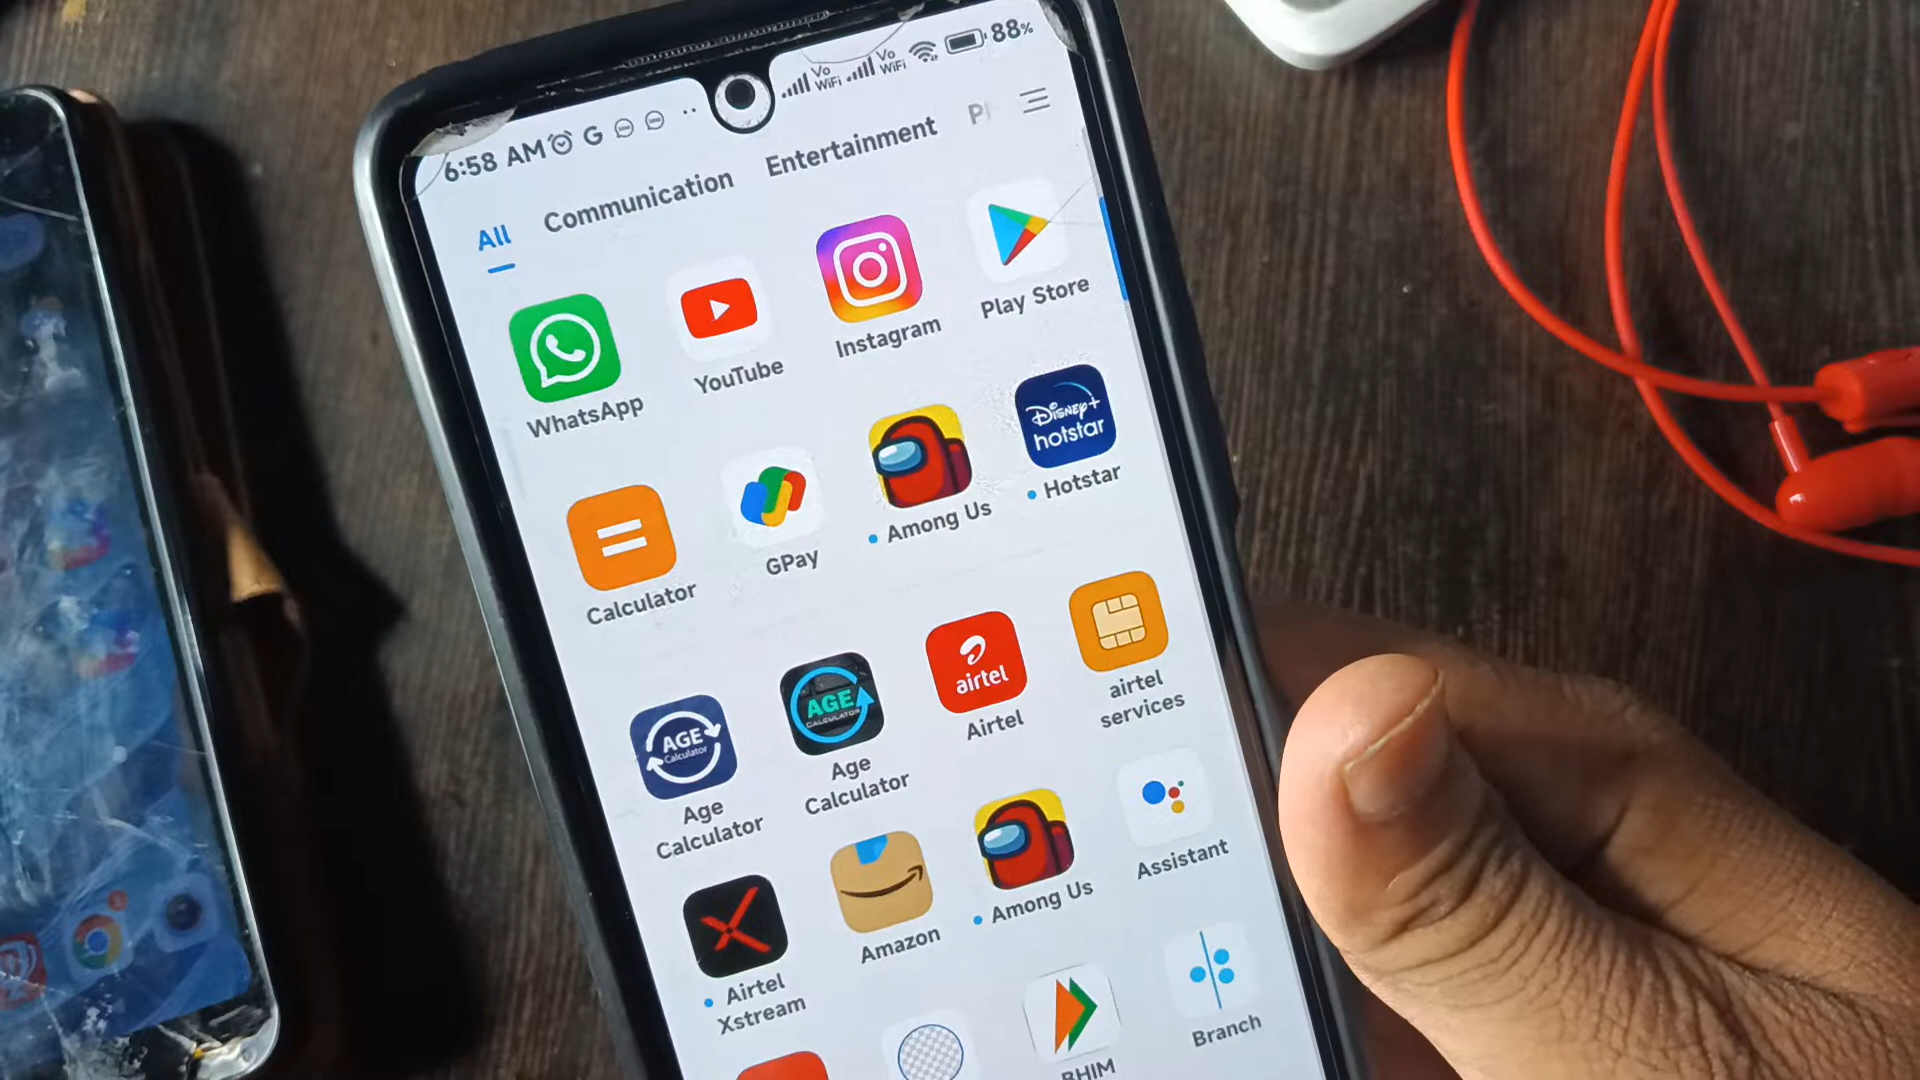 6:58 AM
G
Vo
WiFi
Vo
WiFi
88%
All
Communication
Entertainment
WhatsApp
YouTube
Instagram
Play Store
Calculator
GPay
Among Us
Disney+
hotstar
Hotstar
AGE
Calculator
Age
Calculator
AGE
CALCULATOR
Age
Calculator
airtel
Airtel
airtel
services
Airtel
Xstream
Amazon
Among Us
Assistant
BHIM
Branch